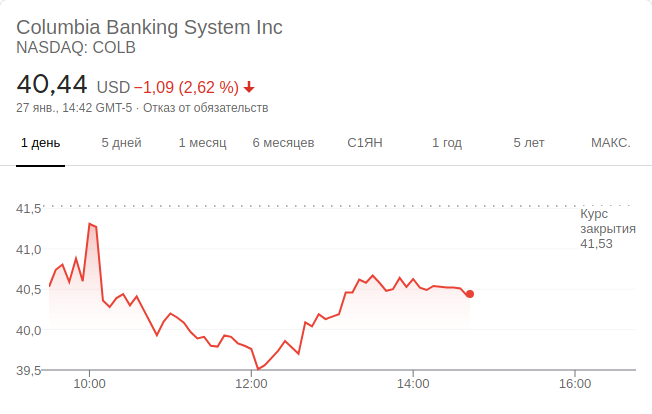 Columbia Banking System Inc
NASDAQ: COLB
40,44 USD −1,09 (2,62 %)
27 янв., 14:42 GMT-5 · Отказ от обязательств
1 день 5 дней 1 месяц 6 месяцев С1ЯН 1 год 5 лет МАКС.
41,5
Курс
закрытия
41,53
41,0
40,5
40,0
39,5
10:00 12:00 14:00 16:00